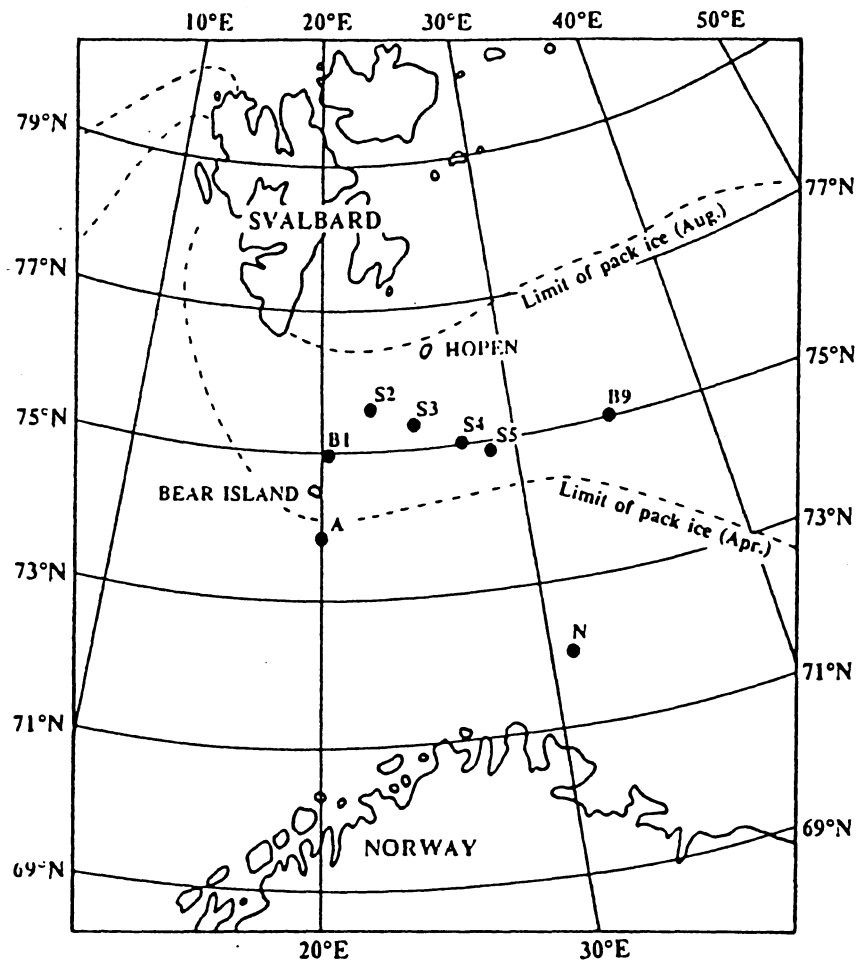 10°E 20°E 30°E 40°E 50°E
79°N
77°N
SVALBARD
Limit of pack ice (Aug.)
77°N
HOPEN
75°N
S2
S3
B9
75°N
S4
S5
B1
BEAR ISLAND
A
Limit of pack ice (Apr.)
73°N
73°N
N
71°N
71°N
NORWAY
69°N
69°N
20°E 30°E